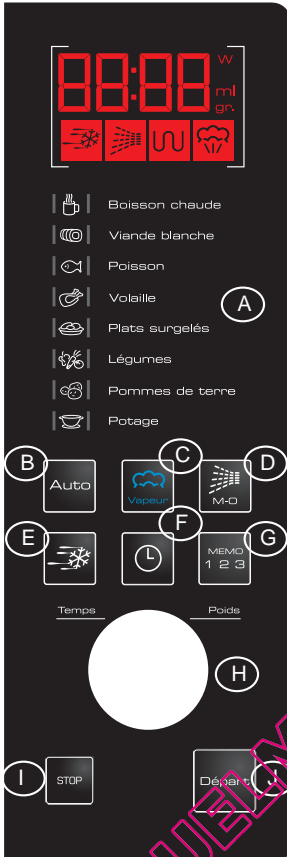 88:88 W
ml
gr.
Boisson chaude
Viande blanche
Poisson
A
Volaille
Plats surgelés
Légumes
Pommes de terre
Potage
B C D
Auto Vapeur M-O
E F G
MEMO
1 2 3
Temps Poids
H
I J
STOP Départ